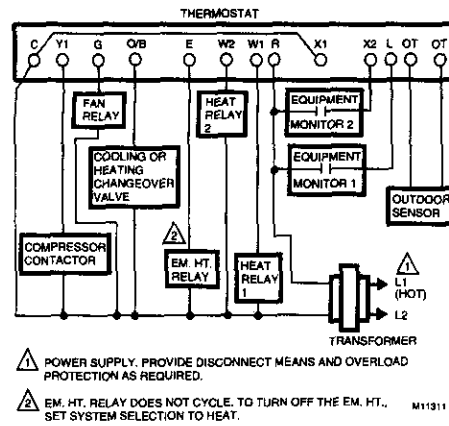 THERMOSTAT
C Y1 G O/B E W2 W1 R X1 X2 L OT OT
FAN
RELAY
HEAT
RELAY
2
EQUIPMENT
MONITOR 2
COOLING OR
HEATING
CHANGEOVER
VALVE
EQUIPMENT
MONITOR 1
OUTDOOR
SENSOR
2
COMPRESSOR
CONTACTOR
EM. HT.
RELAY
HEAT
RELAY
1
1
L1
(HOT)
L2
TRANSFORMER
1 POWER SUPPLY. PROVIDE DISCONNECT MEANS AND OVERLOAD
PROTECTION AS REQUIRED.
2 EM. HT. RELAY DOES NOT CYCLE. TO TURN OFF THE EM. HT.,
SET SYSTEM SELECTION TO HEAT.
M11311